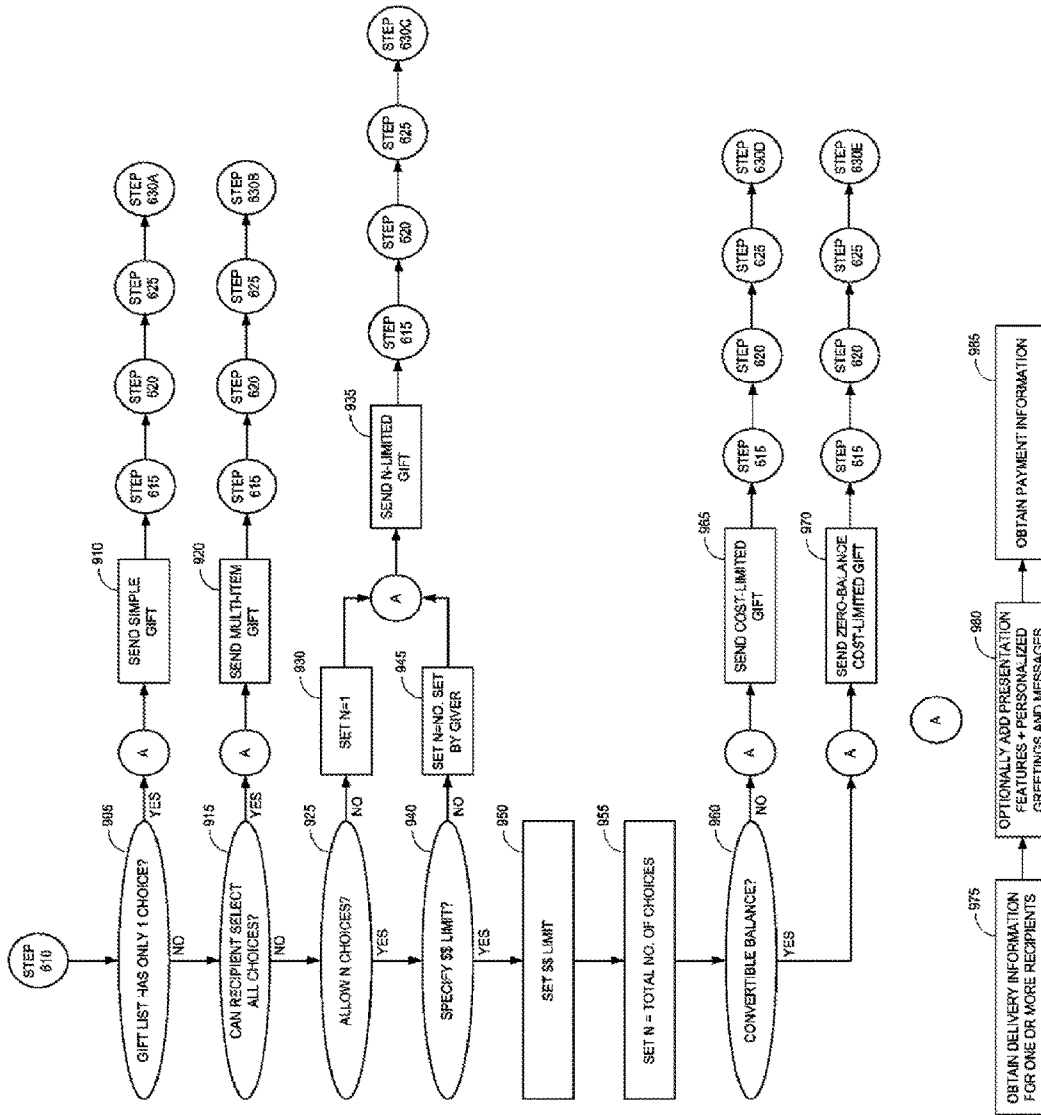 STEP
610
905
GIFT LIST HAS ONLY 1 CHOICE?
YES
A
910
SEND SIMPLE
GIFT
STEP
615
STEP
620
STEP
625
STEP
630A
NO
915
CAN RECIPIENT SELECT
ALL CHOICES?
YES
A
920
SEND MULTI-ITEM
GIFT
STEP
615
STEP
620
STEP
625
STEP
630B
NO
925
ALLOW N CHOICES?
NO
930
SET N=1
A
935
SEND N-LIMITED
GIFT
STEP
615
STEP
620
STEP
625
STEP
630C
YES
940
SPECIFY $$ LIMIT?
NO
945
SET N=NO. SET
BY GIVER
YES
950
SET $$ LIMIT
955
SET N = TOTAL NO. OF CHOICES
960
CONVERTIBLE BALANCE?
NO
A
965
SEND COST-LIMITED
GIFT
STEP
615
STEP
620
STEP
625
STEP
630D
YES
A
970
SEND ZERO-BALANCE
COST-LIMITED GIFT
STEP
615
STEP
620
STEP
625
STEP
630E
A
975
OBTAIN DELIVERY INFORMATION
FOR ONE OR MORE RECIPIENTS
980
OPTIONALLY ADD PRESENTATION
FEATURES + PERSONALIZED
GREETINGS AND MESSAGES
985
OBTAIN PAYMENT INFORMATION